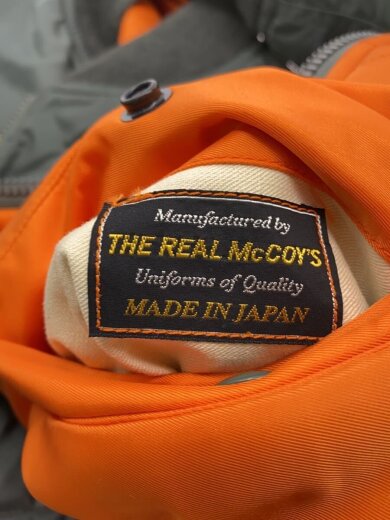 Manufactured by
THE REAL McCOY'S
Uniforms of Quality
MADE IN JAPAN